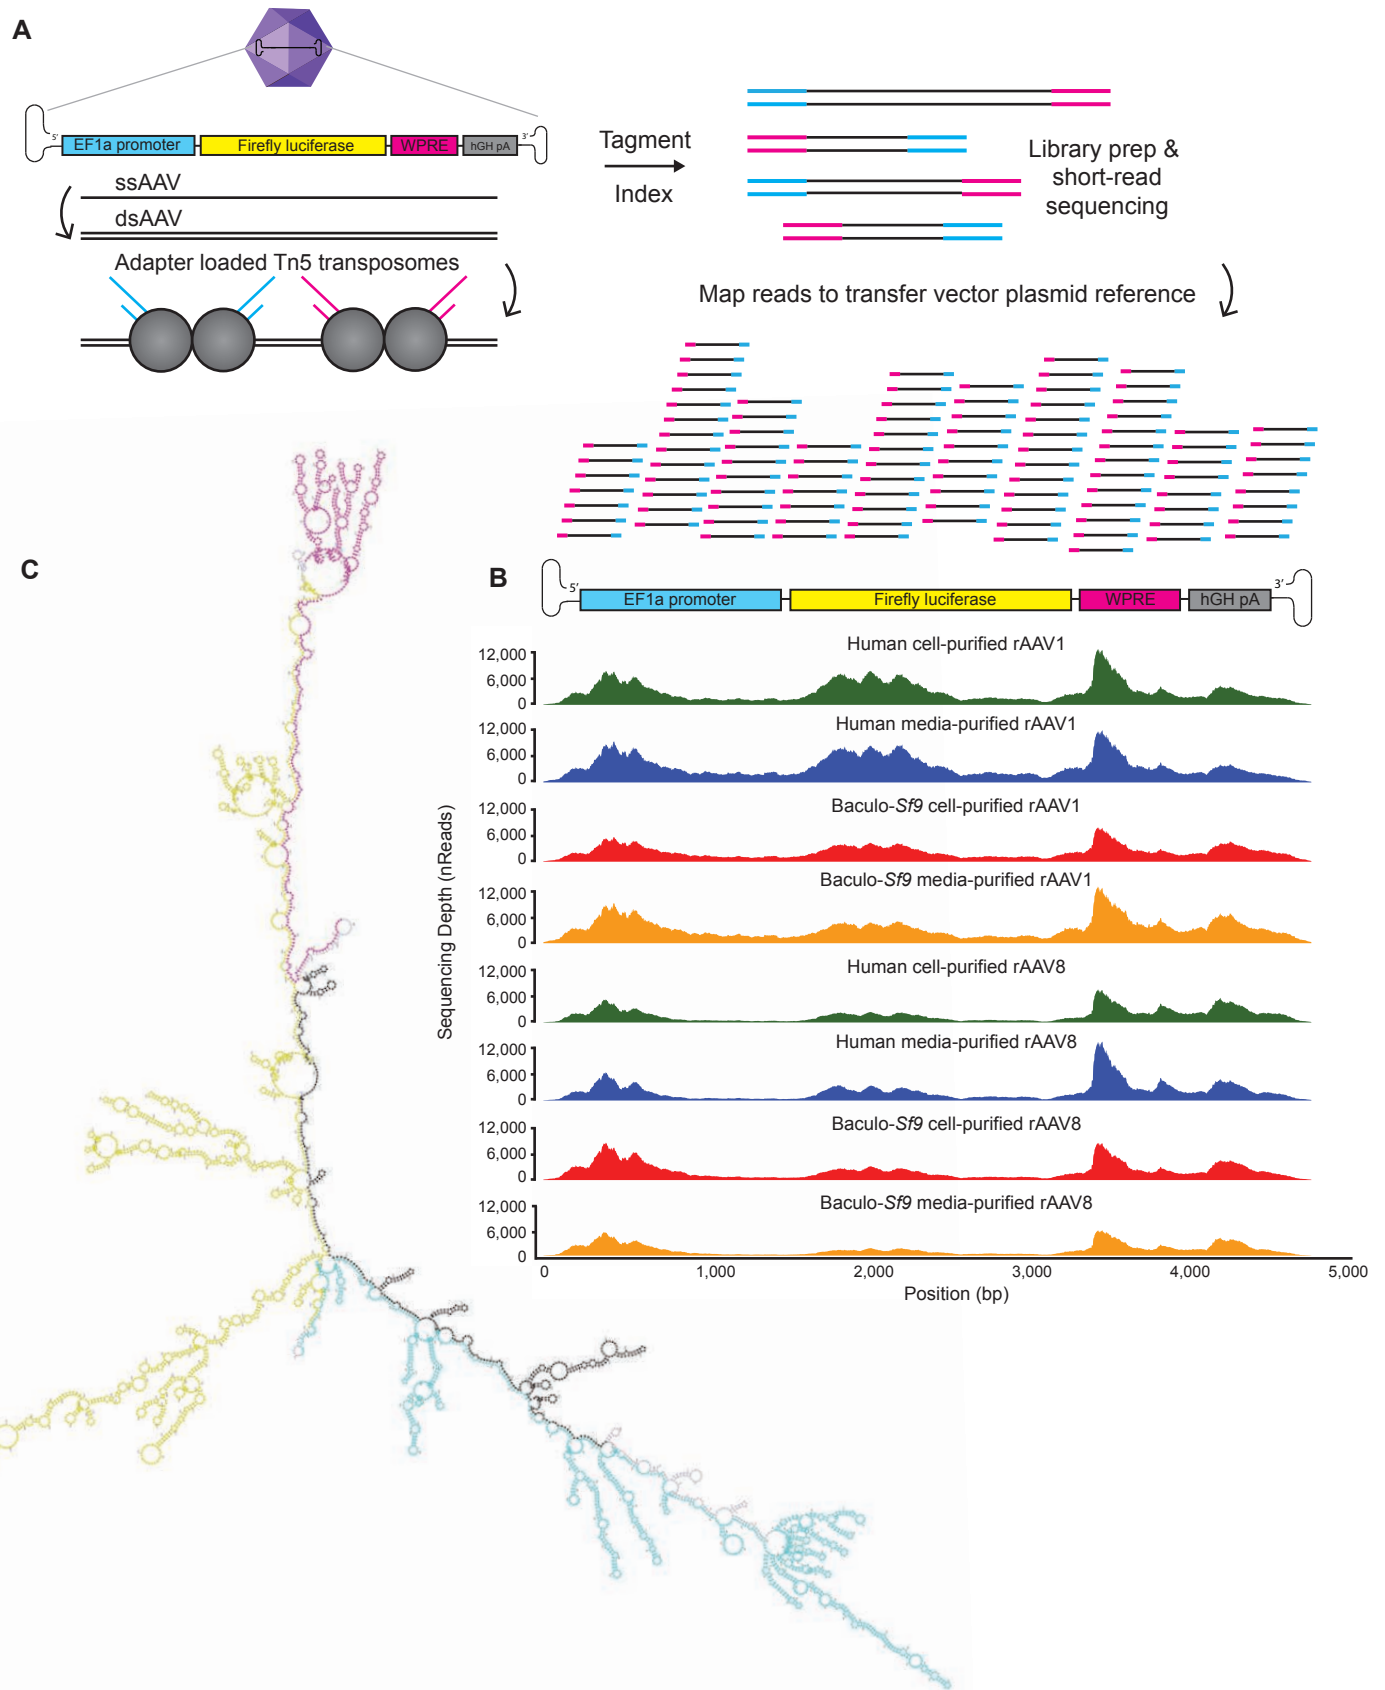 A
5′
3′
EF1a promoter
Firefly luciferase
WPRE
hGH pA
ssAAV
dsAAV
Adapter loaded Tn5 transposomes
Tagment
Index
Library prep &
short-read
sequencing
Map reads to transfer vector plasmid reference
C
B
5′
3′
EF1a promoter
Firefly luciferase
WPRE
hGH pA
Sequencing Depth (nReads)
Human cell-purified rAAV1
12,000
6,000
0
Human media-purified rAAV1
12,000
6,000
0
Baculo-Sf9 cell-purified rAAV1
12,000
6,000
0
Baculo-Sf9 media-purified rAAV1
12,000
6,000
0
Human cell-purified rAAV8
12,000
6,000
0
Human media-purified rAAV8
12,000
6,000
0
Baculo-Sf9 cell-purified rAAV8
12,000
6,000
0
Baculo-Sf9 media-purified rAAV8
12,000
6,000
0
0 1,000 2,000 3,000 4,000 5,000
Position (bp)